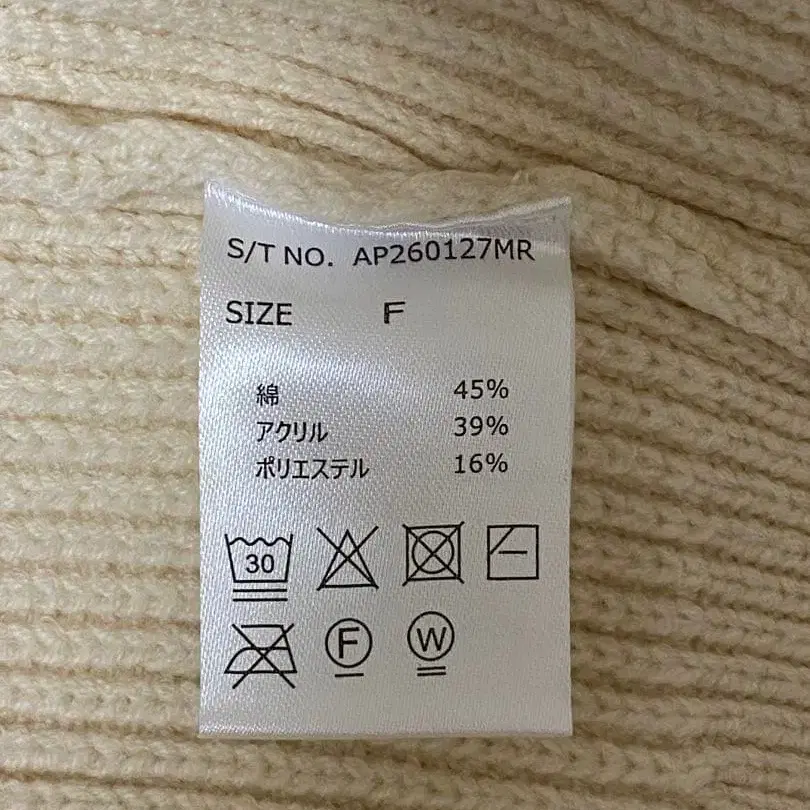 S/T NO. AP260127MR
SIZE F
綿 45%
アクリル 39%
ポリエステル 16%
30
F W